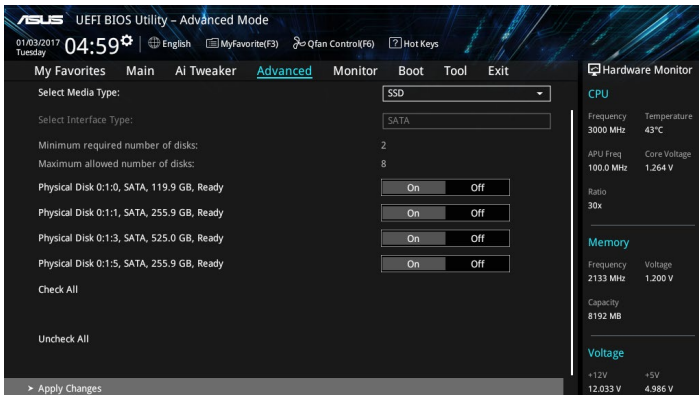 ASUS UEFI BIOS Utility – Advanced Mode
01/03/2017 Tuesday 04:59 English MyFavorite(F3) Qfan Control(F6) ? Hot Keys
My Favorites Main Ai Tweaker Advanced Monitor Boot Tool Exit
Select Media Type: SSD
Select Interface Type: SATA
Minimum required number of disks: 2
Maximum allowed number of disks: 8
Physical Disk 0:1:0, SATA, 119.9 GB, Ready On Off
Physical Disk 0:1:1, SATA, 255.9 GB, Ready On Off
Physical Disk 0:1:3, SATA, 525.0 GB, Ready On Off
Physical Disk 0:1:5, SATA, 255.9 GB, Ready On Off
Check All
Uncheck All
Apply Changes
Hardware Monitor
CPU
Frequency Temperature
3000 MHz 43°C
APU Freq Core Voltage
100.0 MHz 1.264 V
Ratio
30x
Memory
Frequency Voltage
2133 MHz 1.200 V
Capacity
8192 MB
Voltage
+12V +5V
12.033 V 4.986 V